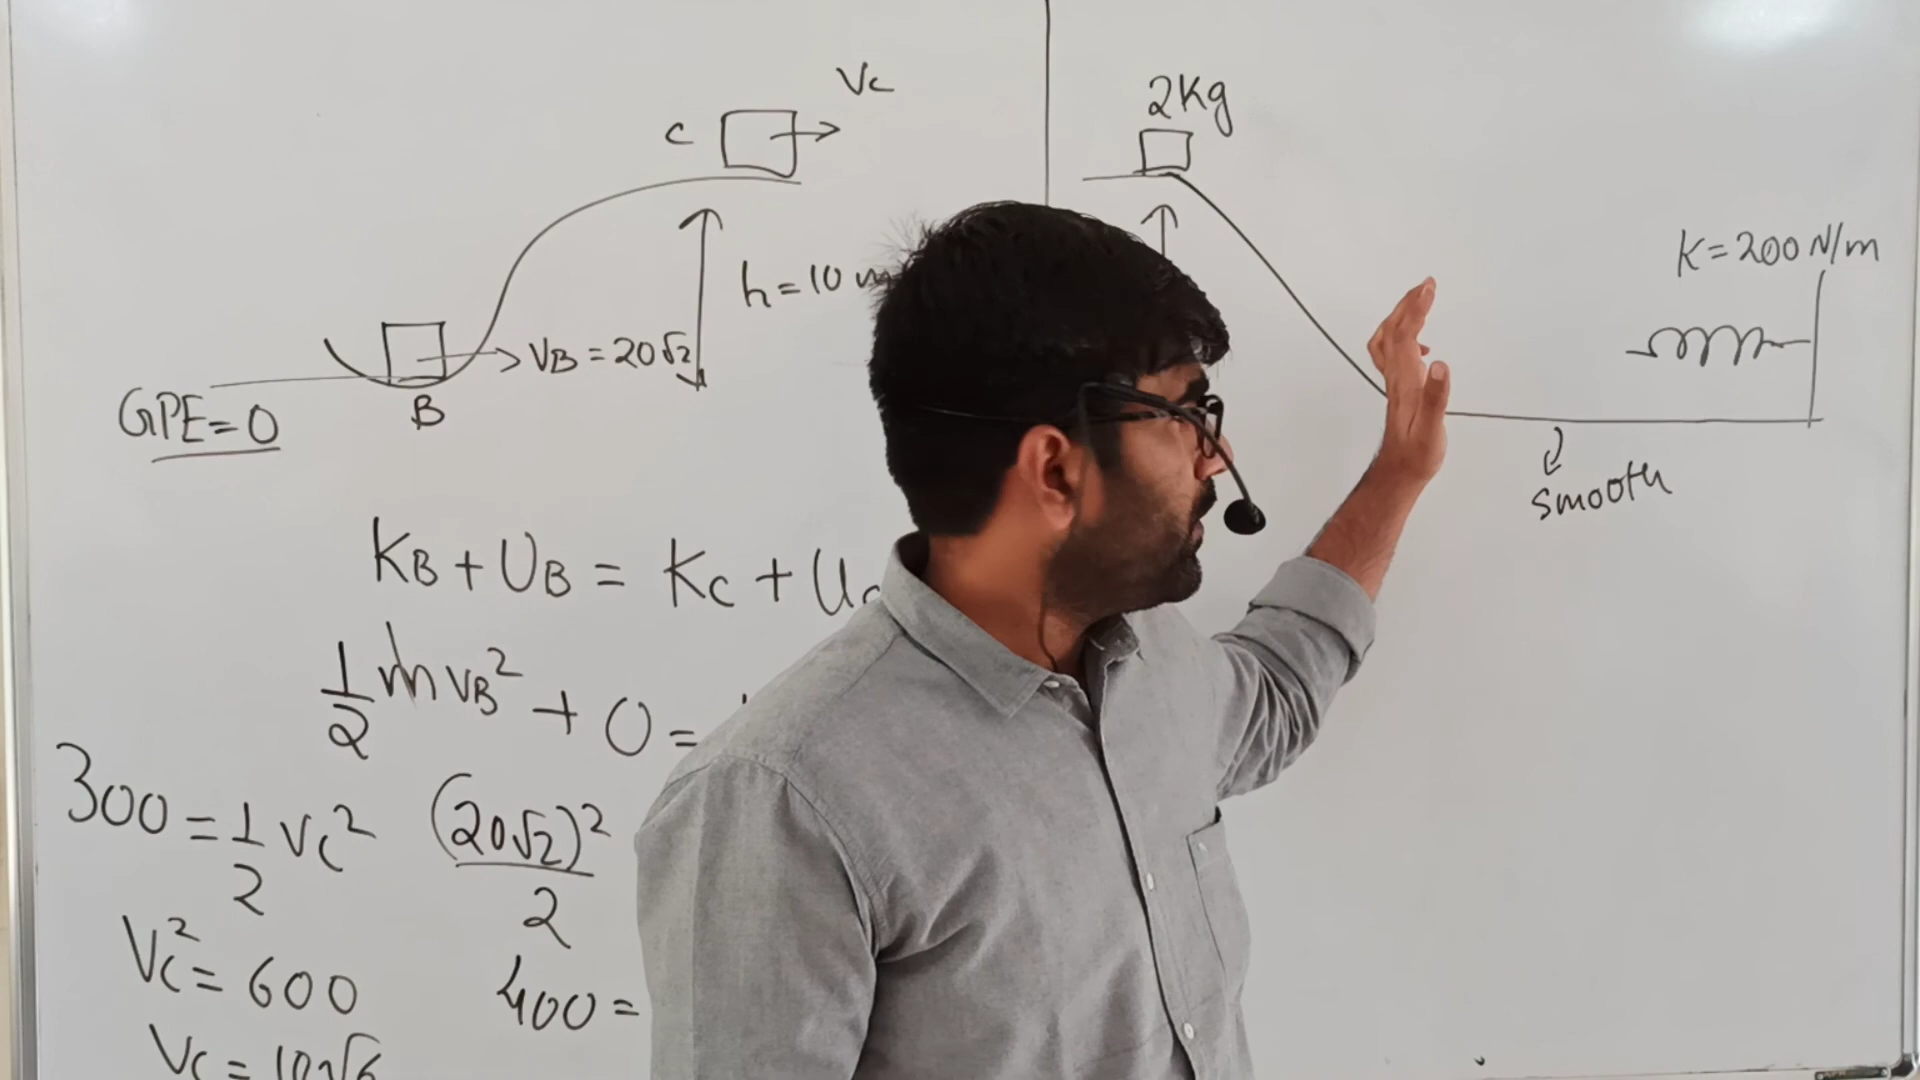 Vc
C
h = 10 m
VB = 20√2
GPE = 0
B
KB + UB = KC + UC
1/2 m VB² + 0 =
300 = 1/2 Vc²
(20√2)²/2
Vc² = 600
400 =
Vc = 10√6
2Kg
K = 200 N/m
smooth